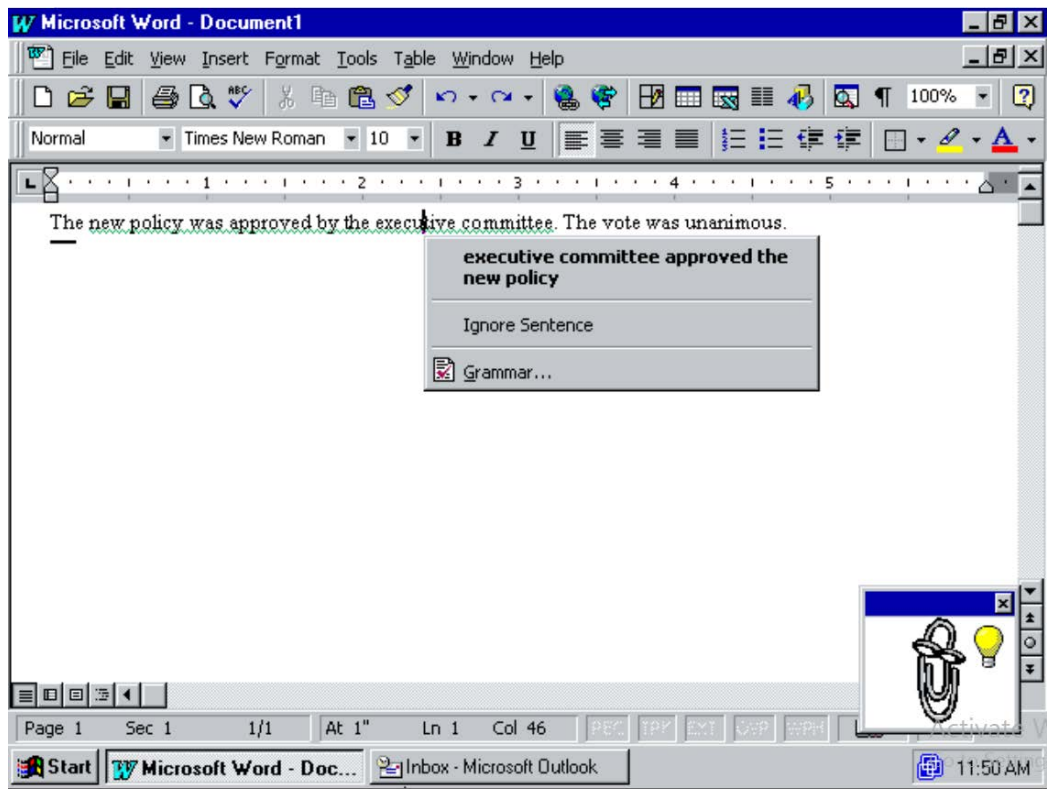 Microsoft Word - Document1
File Edit View Insert Format Tools Table Window Help
ABC 100%
Normal Times New Roman 10 B I U A
1 2 3 4 5
The new policy was approved by the executive committee. The vote was unanimous.
executive committee approved the
new policy
Ignore Sentence
Grammar...
Page 1 Sec 1 1/1 At 1" Ln 1 Col 46 REC TRK EXT OVR WPH
Start Microsoft Word - Doc... Inbox - Microsoft Outlook 11:50 AM